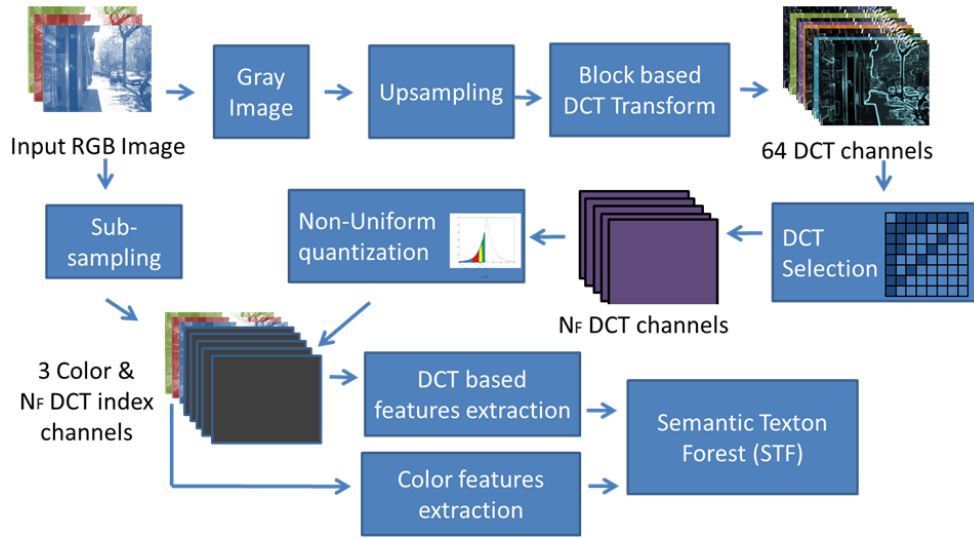 Input RGB Image
Gray
Image
Upsampling
Block based
DCT Transform
64 DCT channels
Sub-
sampling
Non-Uniform
quantization
NF DCT channels
DCT
Selection
3 Color &
NF DCT index
channels
DCT based
features extraction
Color features
extraction
Semantic Texton
Forest (STF)